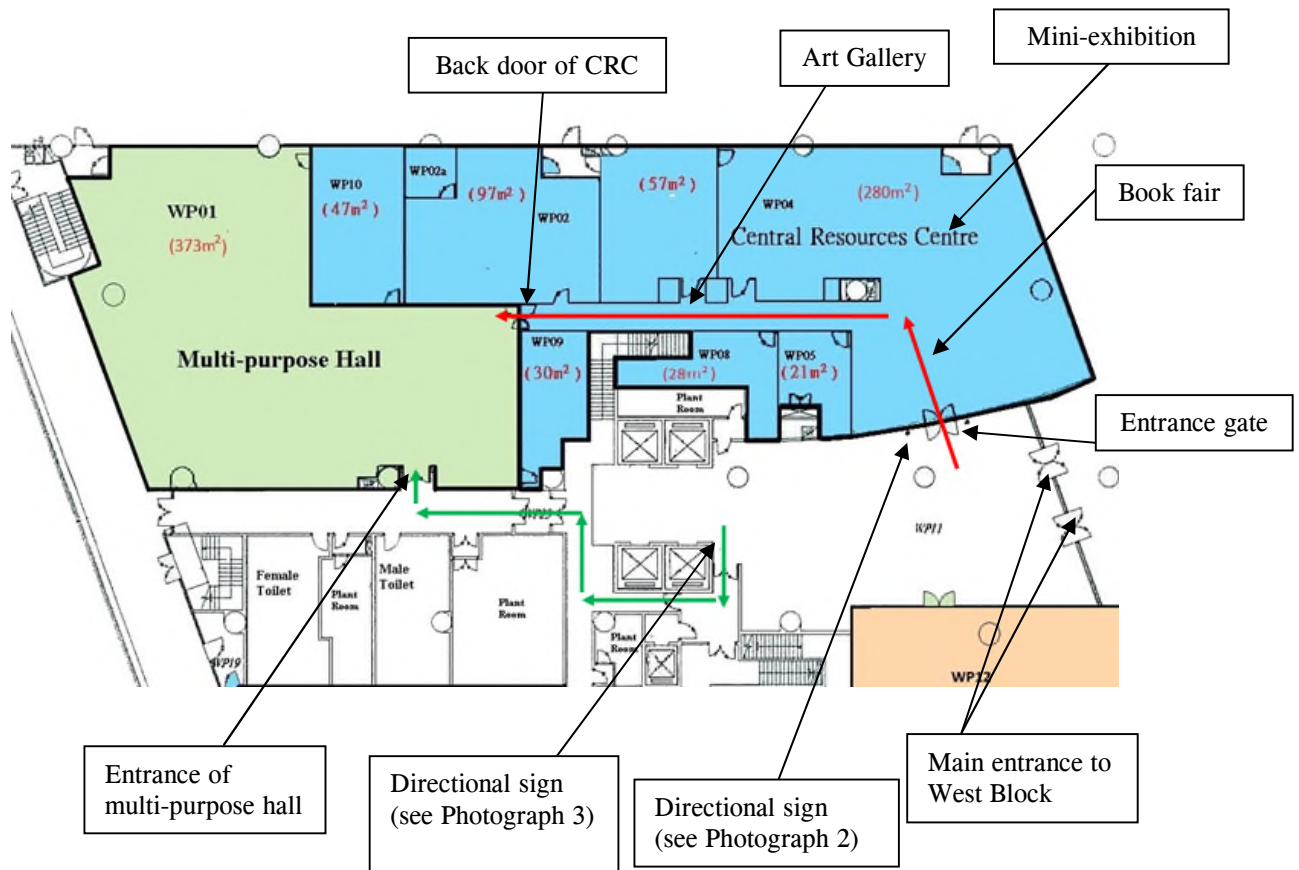 Mini-exhibition
Back door of CRC
Art Gallery
Book fair
WP01
(373m²)
WP10
(47m²)
WP02a
(97m²)
WP02
(57m²)
WP04
(280m²)
Central Resources Centre
Multi-purpose Hall
WP09
(30m²)
WP08
(28m²)
WP05
(21m²)
Plant
Room
Entrance gate
WP23
WP11
Female
Toilet
Plant
Room
Male
Toilet
Plant
Room
Plant
Room
WP19
WP12
Entrance of
multi-purpose hall
Directional sign
(see Photograph 3)
Directional sign
(see Photograph 2)
Main entrance to
West Block